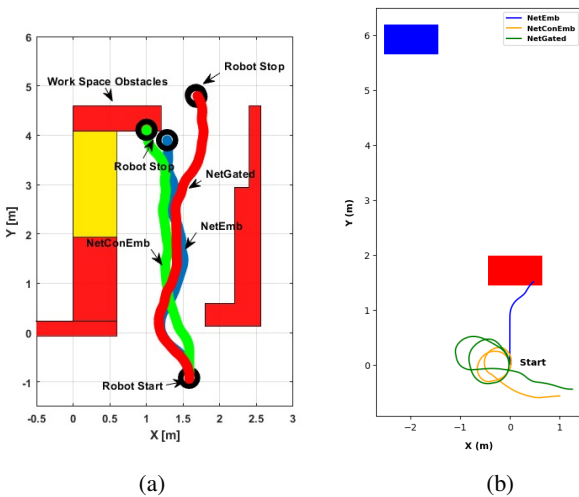 6
5
4
3
2
1
0
-1
Y [m]
-0.5
0
0.5
1
1.5
2
2.5
3
X [m]
Robot Stop
Work Space Obstacles
Robot Stop
NetGated
NetEmb
NetConEmb
Robot Start
(a)
NetEmb
NetConEmb
NetGated
6
5
4
3
2
1
0
Y (m)
Start
-2
-1
0
1
X (m)
(b)